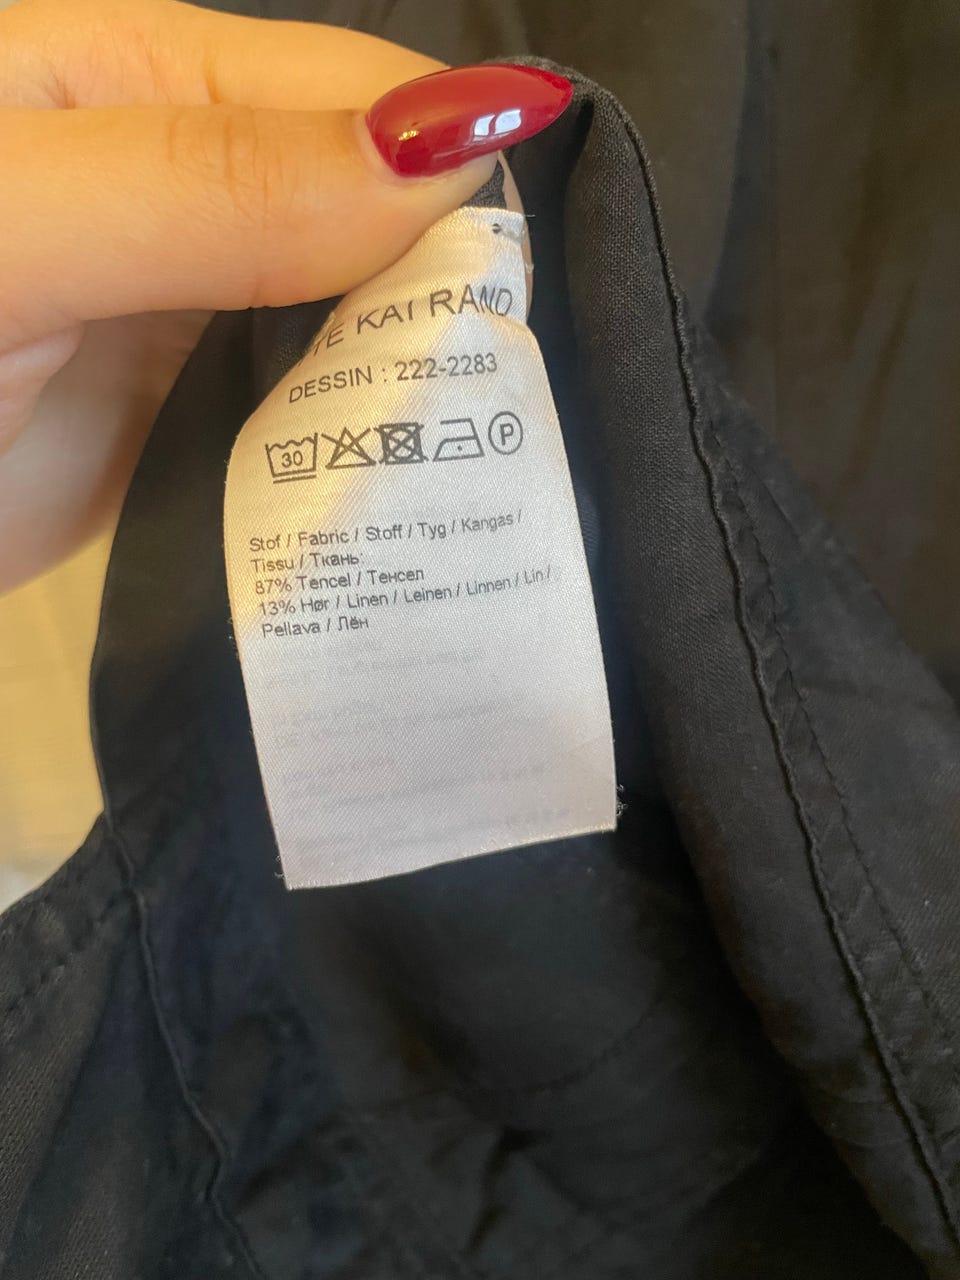 KAI RAND
DESSIN : 222-2283
30
P
Stof / Fabric / Stoff / Tyg / Kangas /
Tissu / Ткань:
87% Tencel / Тенсел
13% Hør / Linen / Leinen / Linnen / Lin /
Pellava / Лён